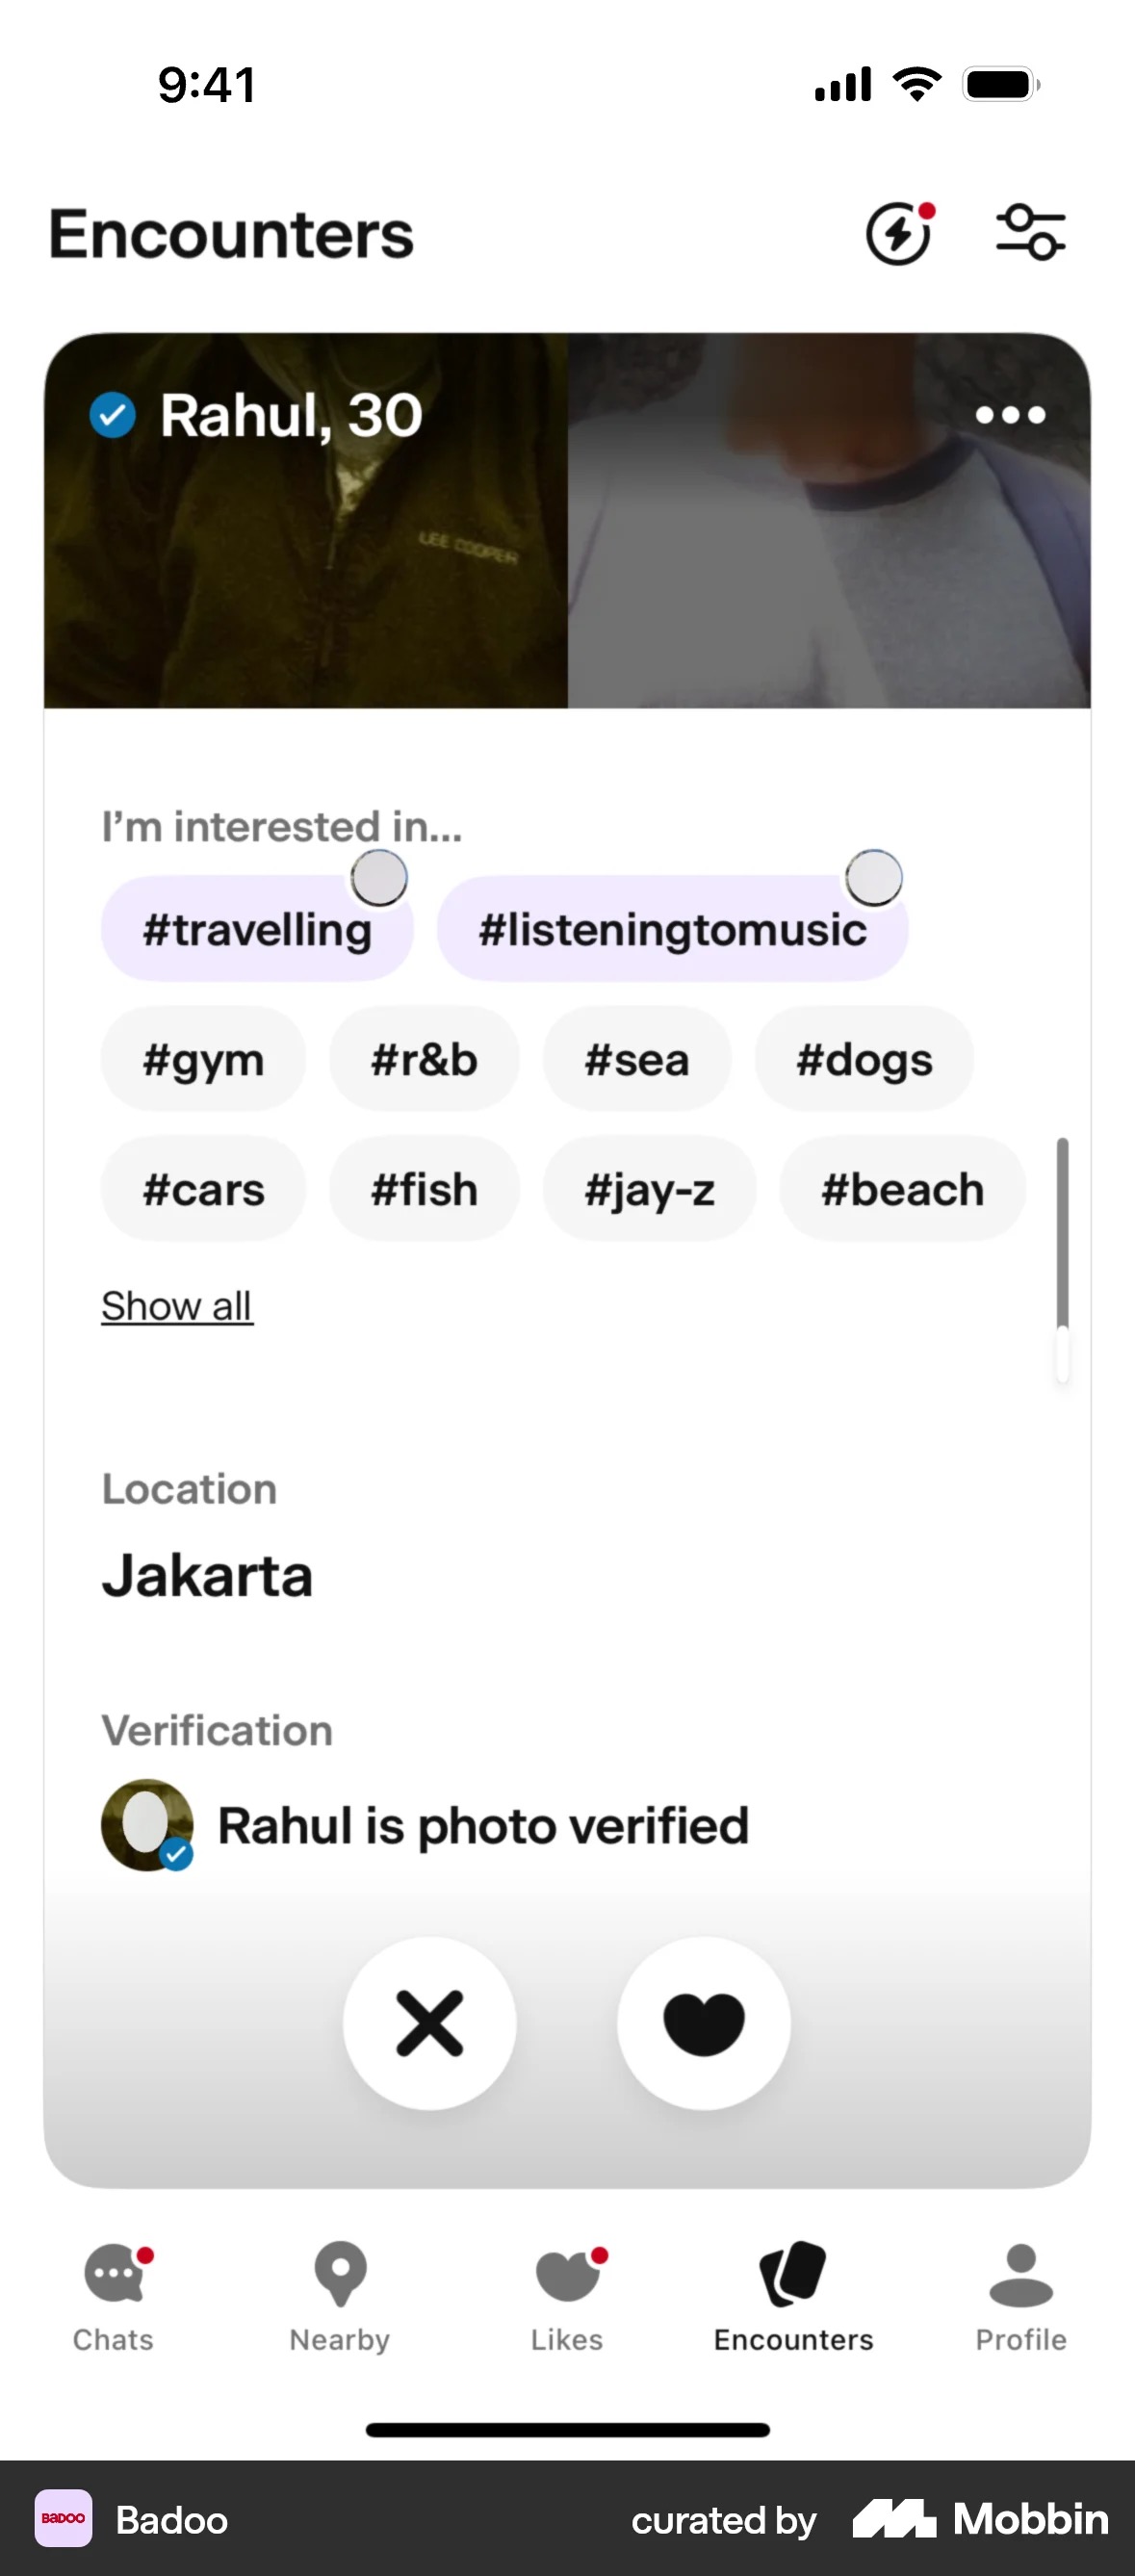 9:41
Encounters
Rahul, 30
LEE COOPER
I'm interested in...
#travelling #listeningtomusic
#gym #r&b #sea #dogs
#cars #fish #jay-z #beach
Show all
Location
Jakarta
Verification
Rahul is photo verified
Chats Nearby Likes Encounters Profile
BADOO Badoo curated by Mobbin